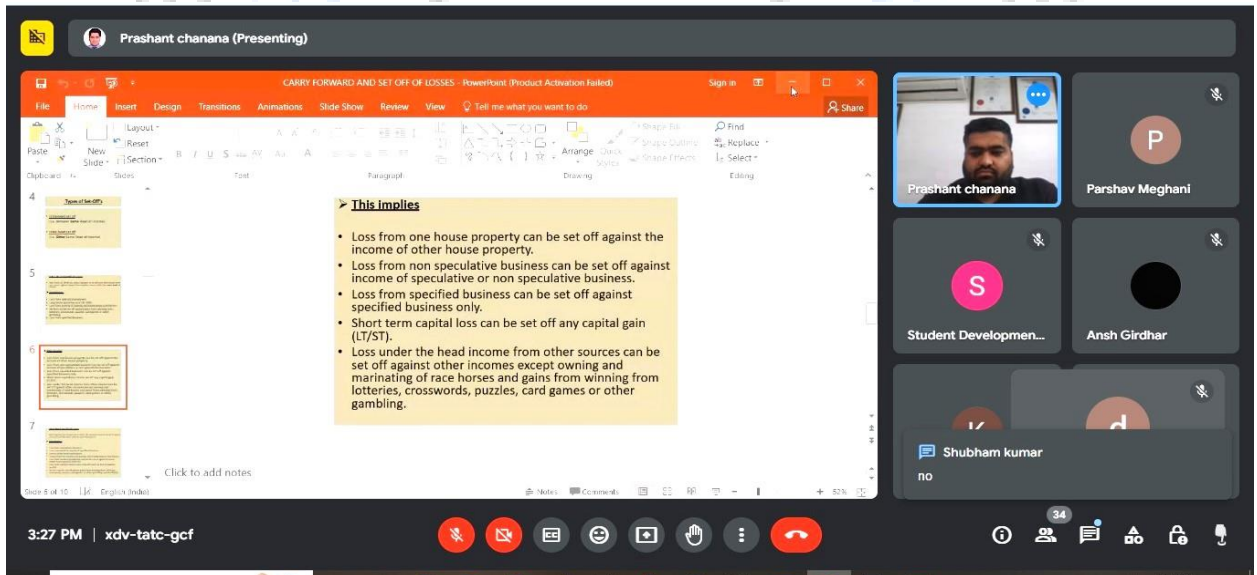 Prashant chanana (Presenting)
CARRY FORWARD AND SET OFF OF LOSSES - PowerPoint (Product Activation Failed)
Sign in
File Home Insert Design Transitions Animations Slide Show Review View Tell me what you want to do
Share
Paste
New
Slide
Layout
Reset
Section
B I U S
Arrange
Quick
Styles
Shape Fill
Shape Outline
Shape Effects
Find
Replace
Select
Clipboard
Slides
Font
Paragraph
Drawing
Editing
4
Types of Set-Off's
5
6
7
➢ This implies
• Loss from one house property can be set off against the
income of other house property.
• Loss from non speculative business can be set off against
income of speculative or non speculative business.
• Loss from specified business can be set off against
specified business only.
• Short term capital loss can be set off any capital gain
(LT/ST).
• Loss under the head income from other sources can be
set off against other incomes except owning and
marinating of race horses and gains from winning from
lotteries, crosswords, puzzles, card games or other
gambling.
Click to add notes
English (India)
Notes
Comments
52%
Prashant chanana
P
Parshav Meghani
S
Student Developmen...
Ansh Girdhar
K
d
Shubham kumar
no
3:27 PM | xdv-tatc-gcf
34